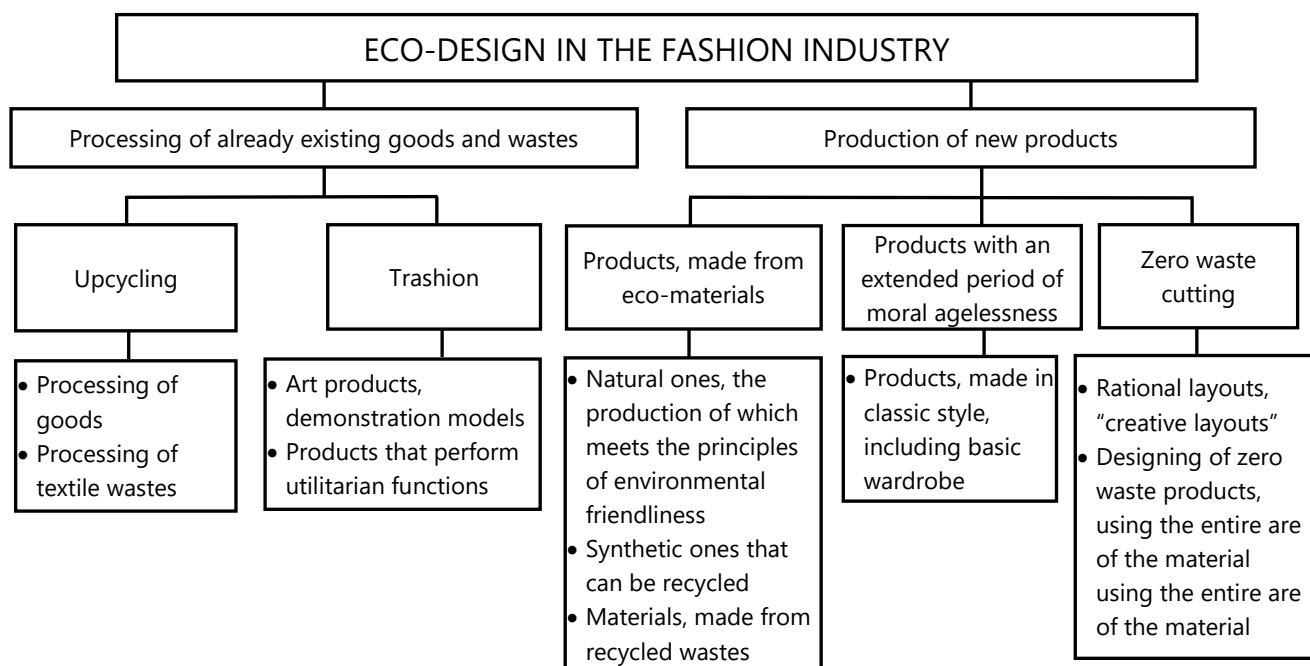 ECO-DESIGN IN THE FASHION INDUSTRY
Processing of already existing goods and wastes
Production of new products
Upcycling
Trashion
Products, made from
eco-materials
Products with an
extended period of
moral agelessness
Zero waste
cutting
• Processing of
goods
• Processing of
textile wastes
• Art products,
demonstration models
• Products that perform
utilitarian functions
• Natural ones, the
production of which
meets the principles
of environmental
friendliness
• Synthetic ones that
can be recycled
• Materials, made from
recycled wastes
• Products, made in
classic style,
including basic
wardrobe
• Rational layouts,
“creative layouts”
• Designing of zero
waste products,
using the entire are
of the material
using the entire are
of the material